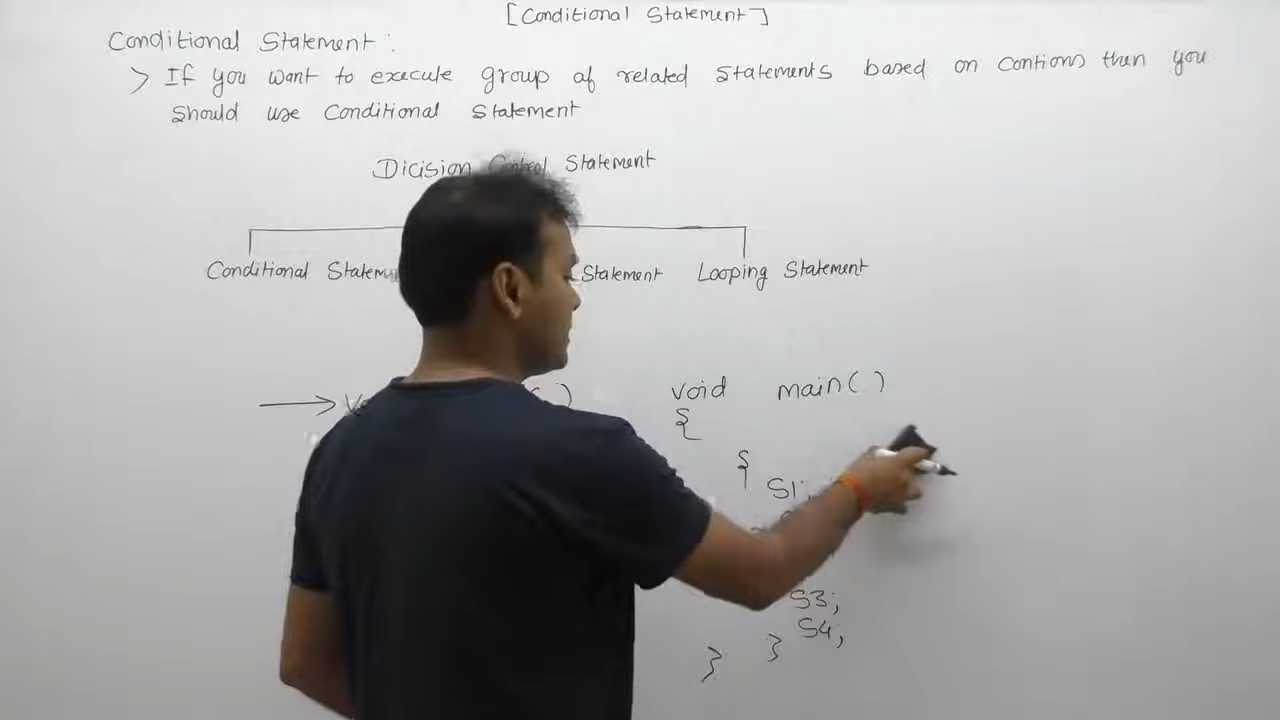 [Conditional Statement]
Conditional Statement:
> If you want to execute group of related statements based on contions then you
should use Conditional Statement
Dicision Statement
Conditional Statement Looping Statement
void main()
{
{
S1;
S3;
S4;
} }